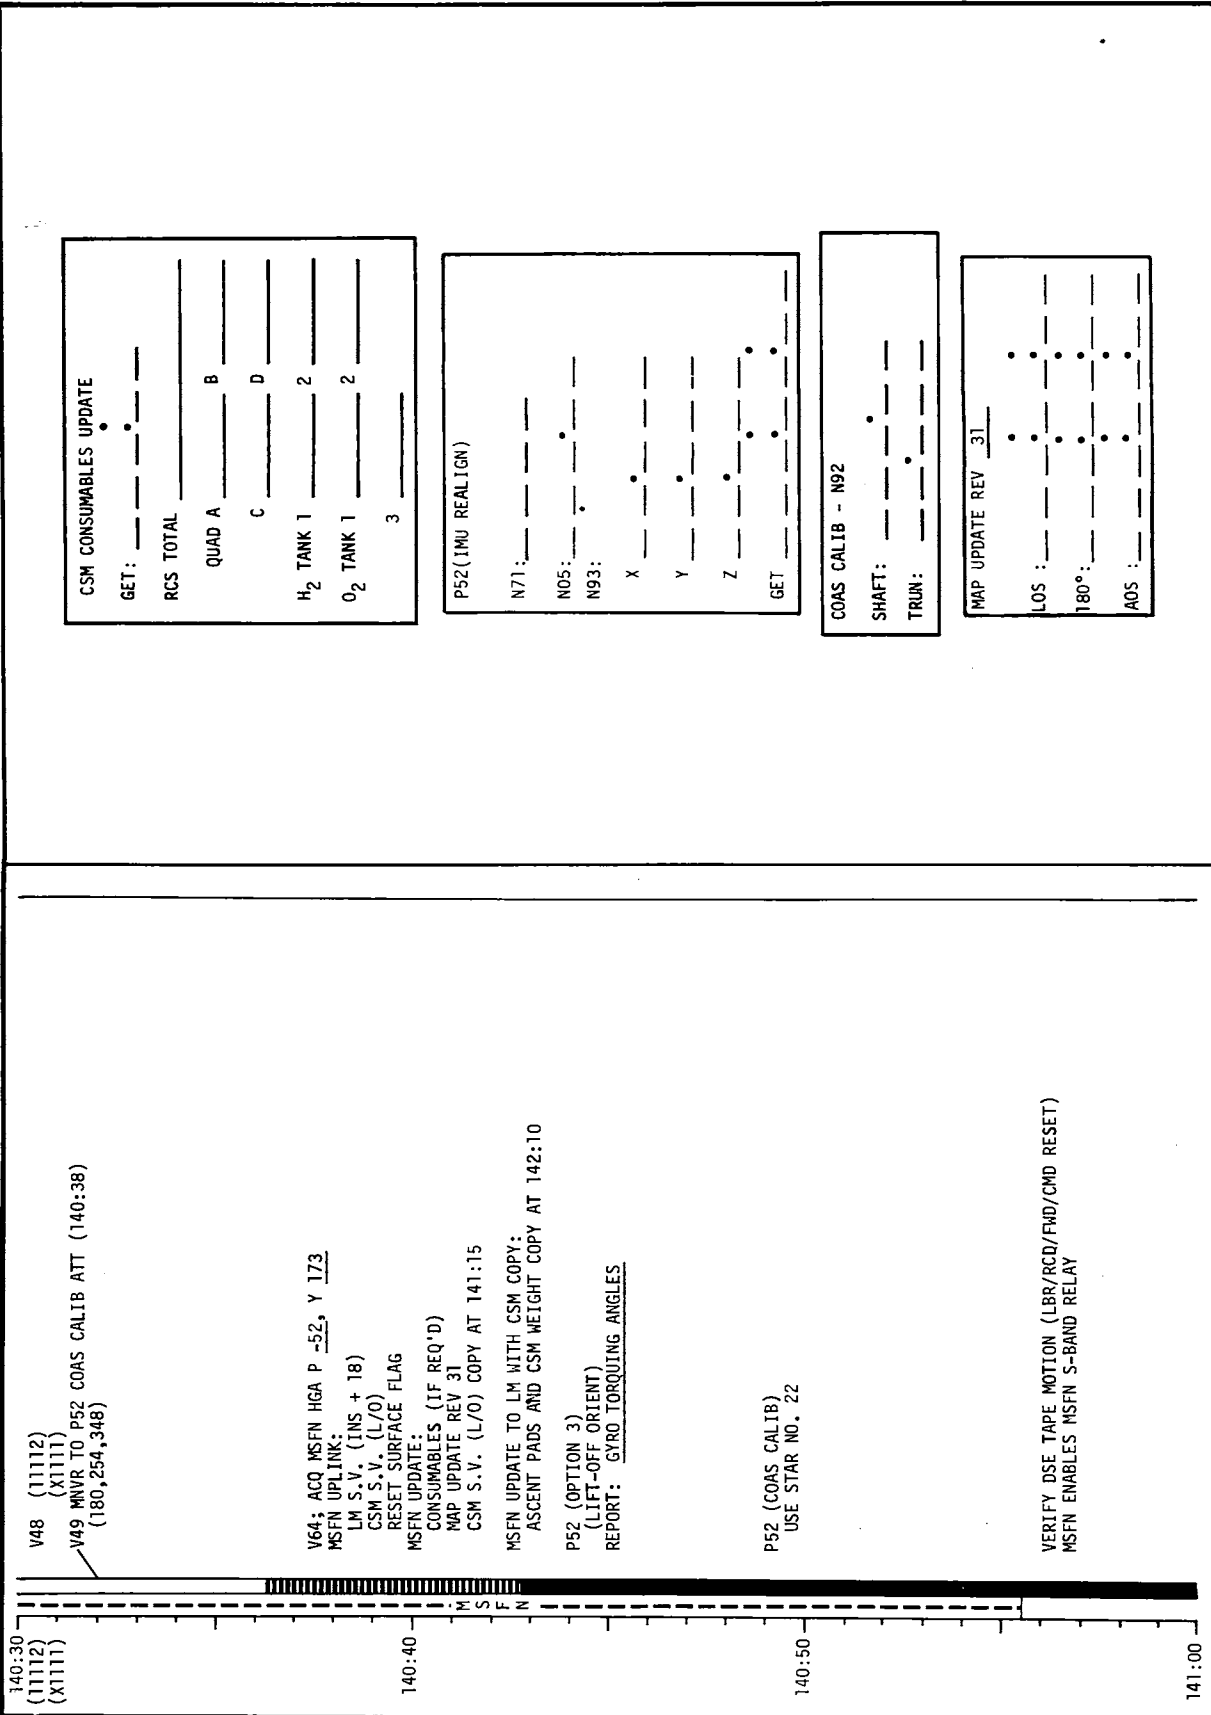 140:30
(11112)
(X1111)
V48 (11112)
(X1111)
V49 MNVR TO P52 COAS CALIB ATT (140:38)
(180,254,348)
140:40
MSFN
V64; ACQ MSFN HGA P -52, Y 173
MSFN UPLINK:
LM S.V. (INS + 18)
CSM S.V. (L/O)
RESET SURFACE FLAG
MSFN UPDATE:
CONSUMABLES (IF REQ'D)
MAP UPDATE REV 31
CSM S.V. (L/O) COPY AT 141:15
MSFN UPDATE TO LM WITH CSM COPY:
ASCENT PADS AND CSM WEIGHT COPY AT 142:10
P52 (OPTION 3)
(LIFT-OFF ORIENT)
REPORT: GYRO TORQUING ANGLES
140:50
P52 (COAS CALIB)
USE STAR NO. 22
VERIFY DSE TAPE MOTION (LBR/RCD/FWD/CMD RESET)
MSFN ENABLES MSFN S-BAND RELAY
141:00
CSM CONSUMABLES UPDATE
GET:
RCS TOTAL
QUAD A B
C D
H2 TANK 1 2
O2 TANK 1 2
3
P52(IMU REALIGN)
N71:
N05:
N93:
X
Y
Z
GET
COAS CALIB - N92
SHAFT:
TRUN:
MAP UPDATE REV 31
LOS :
180°:
AOS :